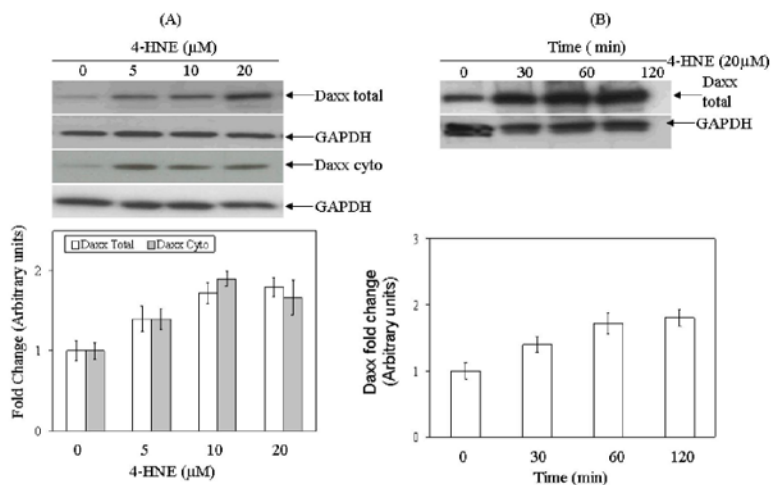 (A)
4-HNE (µM)
0 5 10 20
Daxx total
GAPDH
Daxx cyto
GAPDH
Fold Change (Arbitrary units)
2
1
0
Daxx Total Daxx Cyto
0 5 10 20
4-HNE (µM)
(B)
Time ( min)
4-HNE (20µM)
0 30 60 120
Daxx
total
GAPDH
Daxx fold change
(Arbitrary units)
3
2
1
0
0 30 60 120
Time (min)